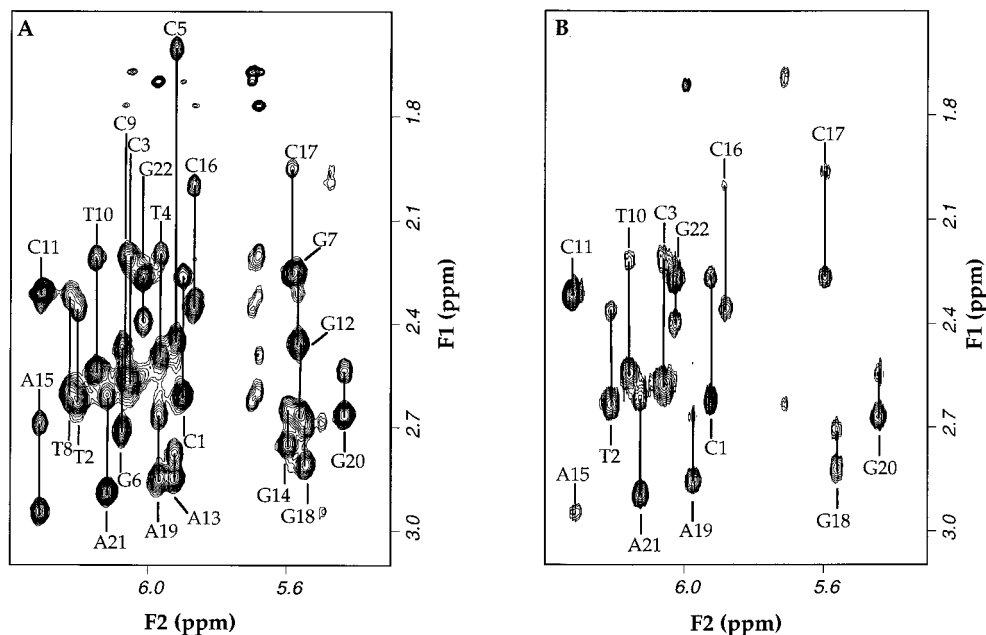 A
C5
1.8
C9
C3
G22
C16
C17
T10
T4
2.1
C11
G7
F1 (ppm)
2.4
G12
A15
2.7
T8
T2
G6
C1
G20
G14
G18
A21
A19
A13
3.0
6.0
5.6
F2 (ppm)
B
1.8
C17
C16
C3
T10
G22
2.1
C11
F1 (ppm)
2.4
2.7
T2
C1
G20
A15
G18
A21
A19
3.0
6.0
5.6
F2 (ppm)